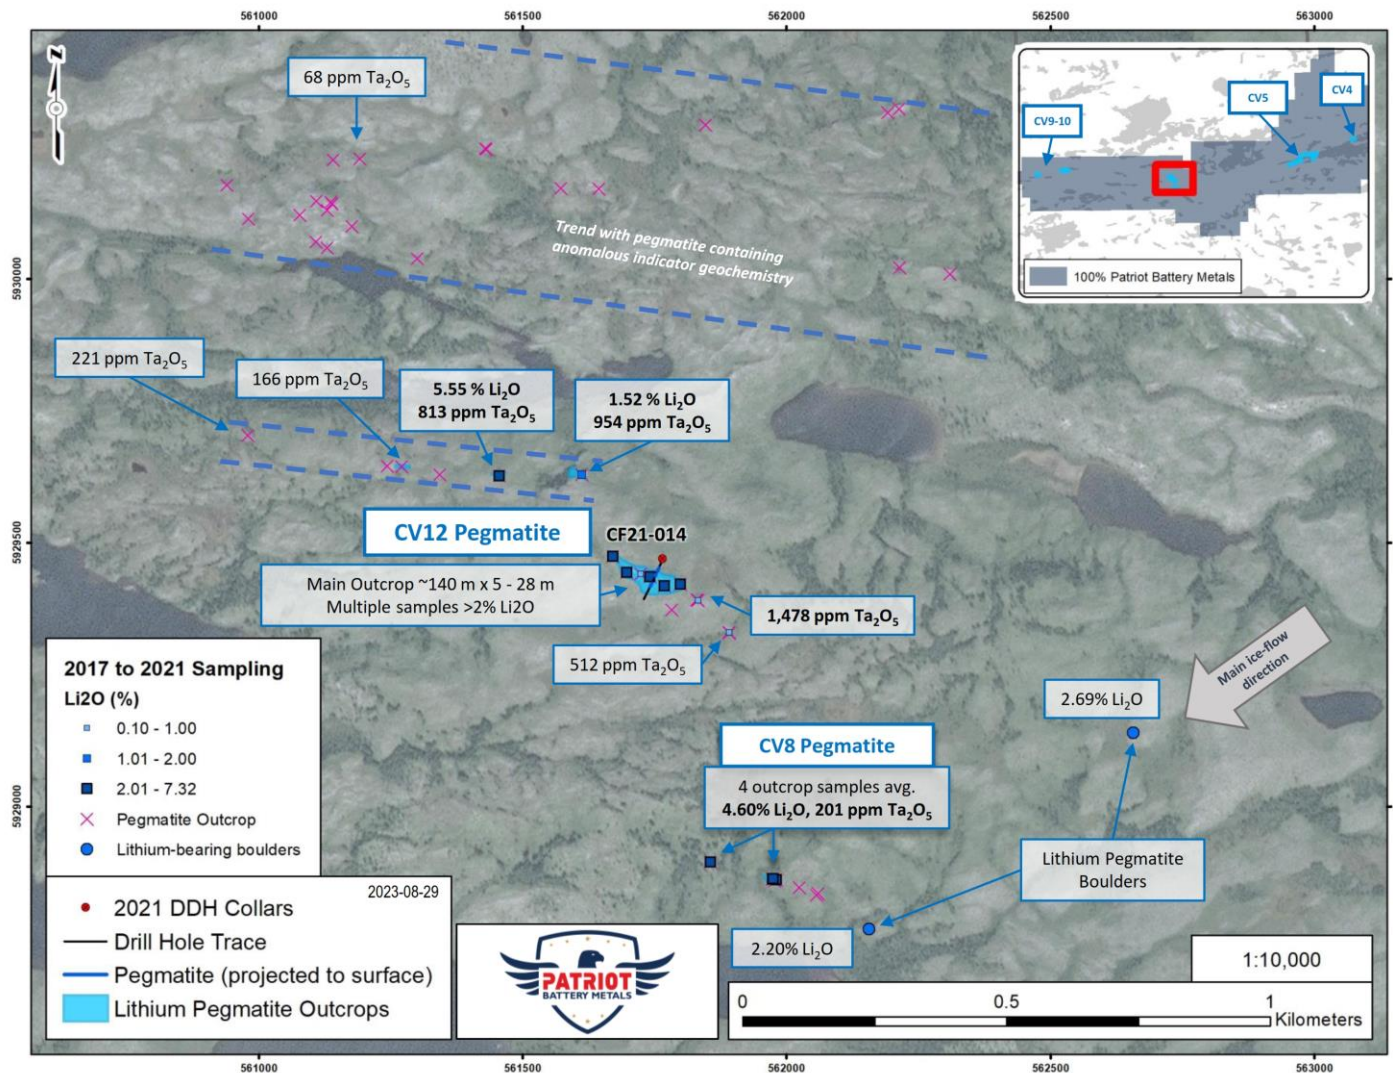 561000
561500
562000
562500
563000
5930000
5929500
5929000
N
68 ppm Ta₂O₅
CV9-10
CV5
CV4
100% Patriot Battery Metals
Trend with pegmatite containing
anomalous indicator geochemistry
221 ppm Ta₂O₅
166 ppm Ta₂O₅
5.55 % Li₂O
813 ppm Ta₂O₅
1.52 % Li₂O
954 ppm Ta₂O₅
CV12 Pegmatite
CF21-014
Main Outcrop ~140 m x 5 - 28 m
Multiple samples >2% Li2O
1,478 ppm Ta₂O₅
512 ppm Ta₂O₅
Main ice-flow
direction
2.69% Li₂O
CV8 Pegmatite
4 outcrop samples avg.
4.60% Li₂O, 201 ppm Ta₂O₅
Lithium Pegmatite
Boulders
2.20% Li₂O
2017 to 2021 Sampling
Li2O (%)
0.10 - 1.00
1.01 - 2.00
2.01 - 7.32
Pegmatite Outcrop
Lithium-bearing boulders
2023-08-29
2021 DDH Collars
Drill Hole Trace
Pegmatite (projected to surface)
Lithium Pegmatite Outcrops
PATRIOT
BATTERY METALS
1:10,000
0 0.5 1
Kilometers
561000
561500
562000
562500
563000